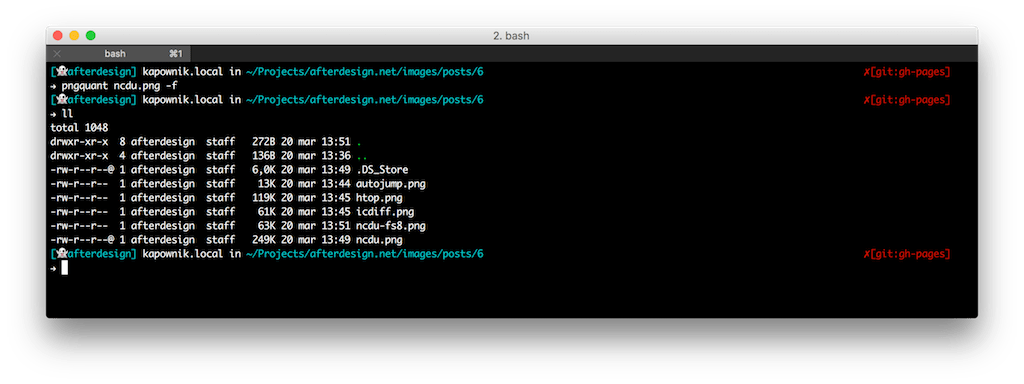 2. bash
bash ⌘1
[afterdesign] kapownik.local in ~/Projects/afterdesign.net/images/posts/6 ✗[git:gh-pages]
➜ pngquant ncdu.png -f
[afterdesign] kapownik.local in ~/Projects/afterdesign.net/images/posts/6 ✗[git:gh-pages]
➜ ll
total 1048
drwxr-xr-x 8 afterdesign staff 272B 20 mar 13:51 .
drwxr-xr-x 4 afterdesign staff 136B 20 mar 13:36 ..
-rw-r--r--@ 1 afterdesign staff 6,0K 20 mar 13:49 .DS_Store
-rw-r--r-- 1 afterdesign staff 13K 20 mar 13:44 autojump.png
-rw-r--r-- 1 afterdesign staff 119K 20 mar 13:45 htop.png
-rw-r--r-- 1 afterdesign staff 61K 20 mar 13:45 icdiff.png
-rw-r--r-- 1 afterdesign staff 63K 20 mar 13:51 ncdu-fs8.png
-rw-r--r--@ 1 afterdesign staff 249K 20 mar 13:49 ncdu.png
[afterdesign] kapownik.local in ~/Projects/afterdesign.net/images/posts/6 ✗[git:gh-pages]
➜